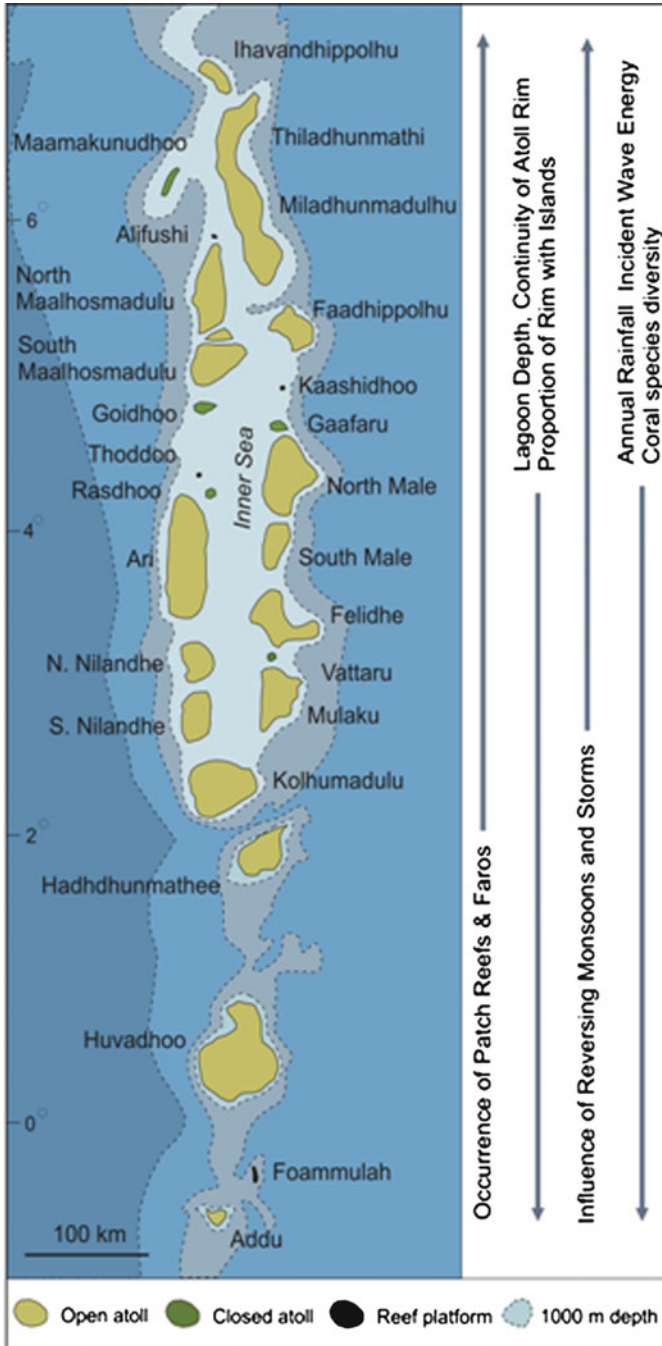 Ihavandhippolhu
Maamakunudhoo
Thiladhunmathi
Miladhunmadulhu
6°
Alifushi
North
Maalhosmadulu
Faadhippolhu
South
Maalhosmadulu
Kaashidhoo
Goidhoo
Gaafaru
Thoddoo
Inner Sea
Rasdhoo
North Male
4°
Ari
South Male
Felidhe
N. Nilandhe
Vattaru
S. Nilandhe
Mulaku
Kolhumadulu
2°
Hadhdhunmathee
Huvadhoo
0°
Foammulah
Addu
100 km
Occurrence of Patch Reefs & Faros
Lagoon Depth, Continuity of Atoll Rim
Proportion of Rim with Islands
Influence of Reversing Monsoons and Storms
Annual Rainfall Incident Wave Energy
Coral species diversity
Open atoll
Closed atoll
Reef platform
1000 m depth